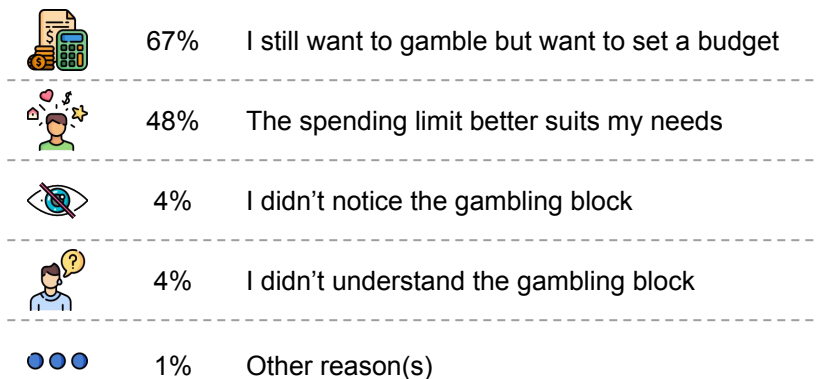 67% I still want to gamble but want to set a budget
48% The spending limit better suits my needs
4% I didn’t notice the gambling block
4% I didn’t understand the gambling block
1% Other reason(s)